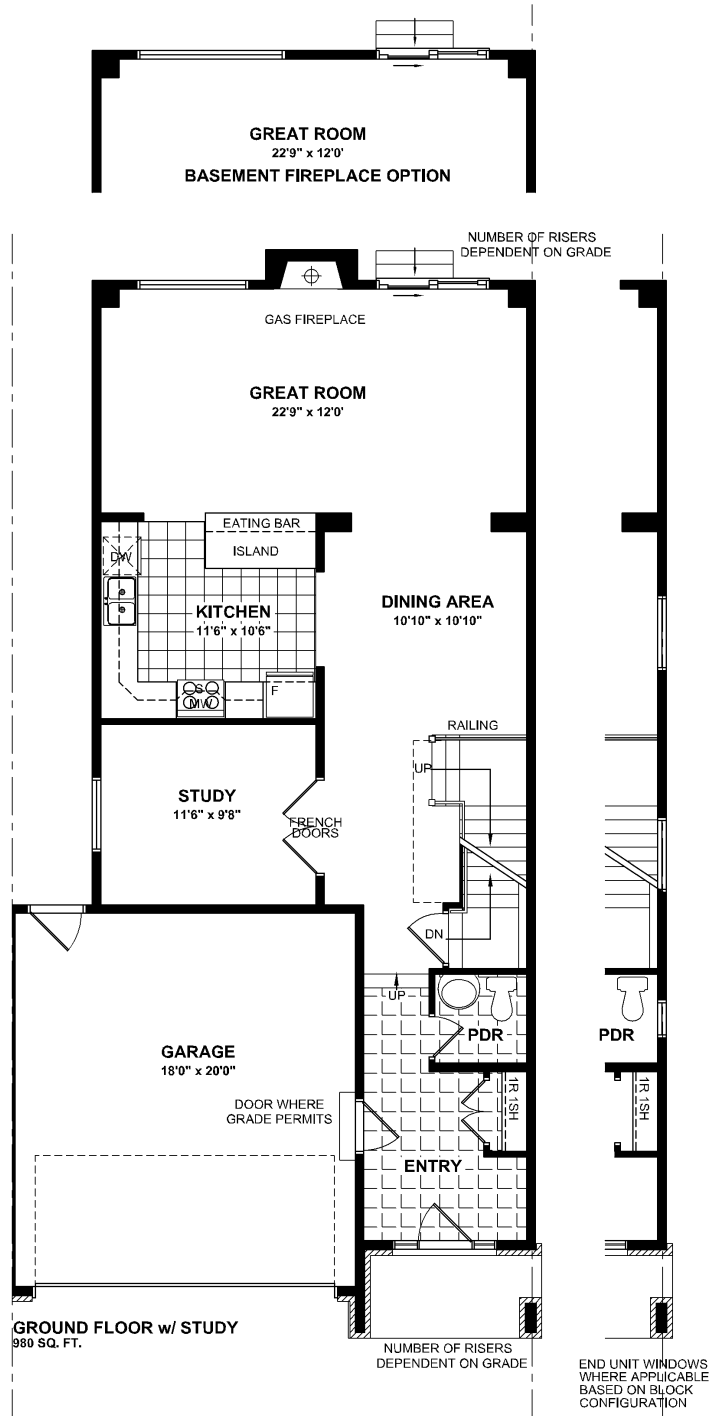 GREAT ROOM
22'9" x 12'0'
BASEMENT FIREPLACE OPTION
NUMBER OF RISERS
DEPENDENT ON GRADE
GAS FIREPLACE
GREAT ROOM
22'9" x 12'0'
EATING BAR
ISLAND
DW
KITCHEN
11'6" x 10'6"
DINING AREA
10'10" x 10'10"
S
MW
F
RAILING
UP
STUDY
11'6" x 9'8"
FRENCH
DOORS
DN
UP
PDR
PDR
GARAGE
18'0" x 20'0"
1R 1SH
1R 1SH
DOOR WHERE
GRADE PERMITS
ENTRY
GROUND FLOOR w/ STUDY
980 SQ. FT.
NUMBER OF RISERS
DEPENDENT ON GRADE
END UNIT WINDOWS
WHERE APPLICABLE
BASED ON BLOCK
CONFIGURATION